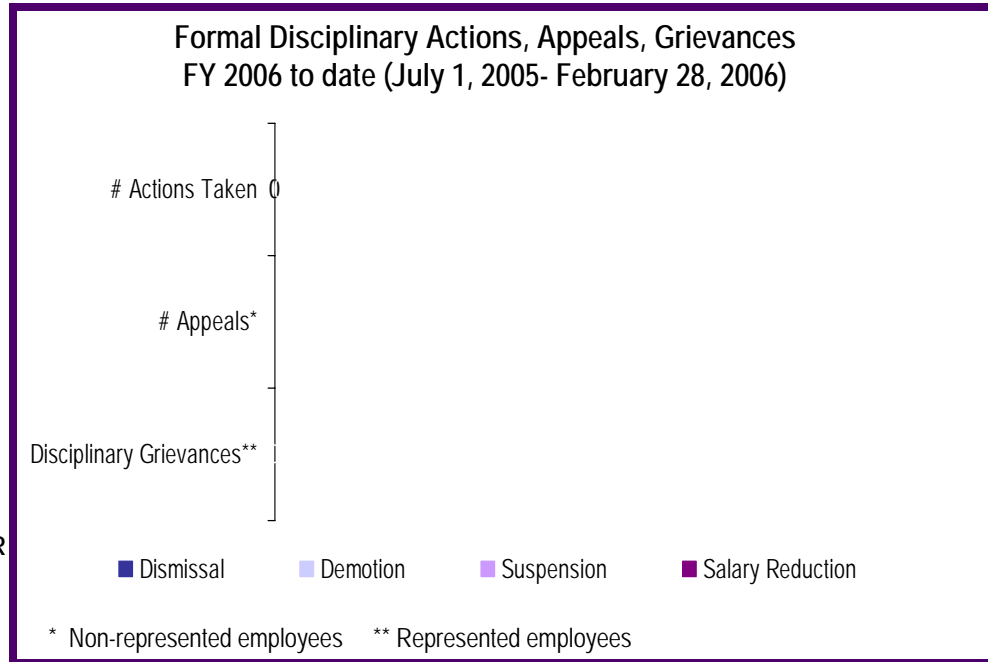 Formal Disciplinary Actions, Appeals, Grievances
FY 2006 to date (July 1, 2005- February 28, 2006)
# Actions Taken 0
# Appeals*
Disciplinary Grievances**
R
Dismissal Demotion Suspension Salary Reduction
* Non-represented employees ** Represented employees